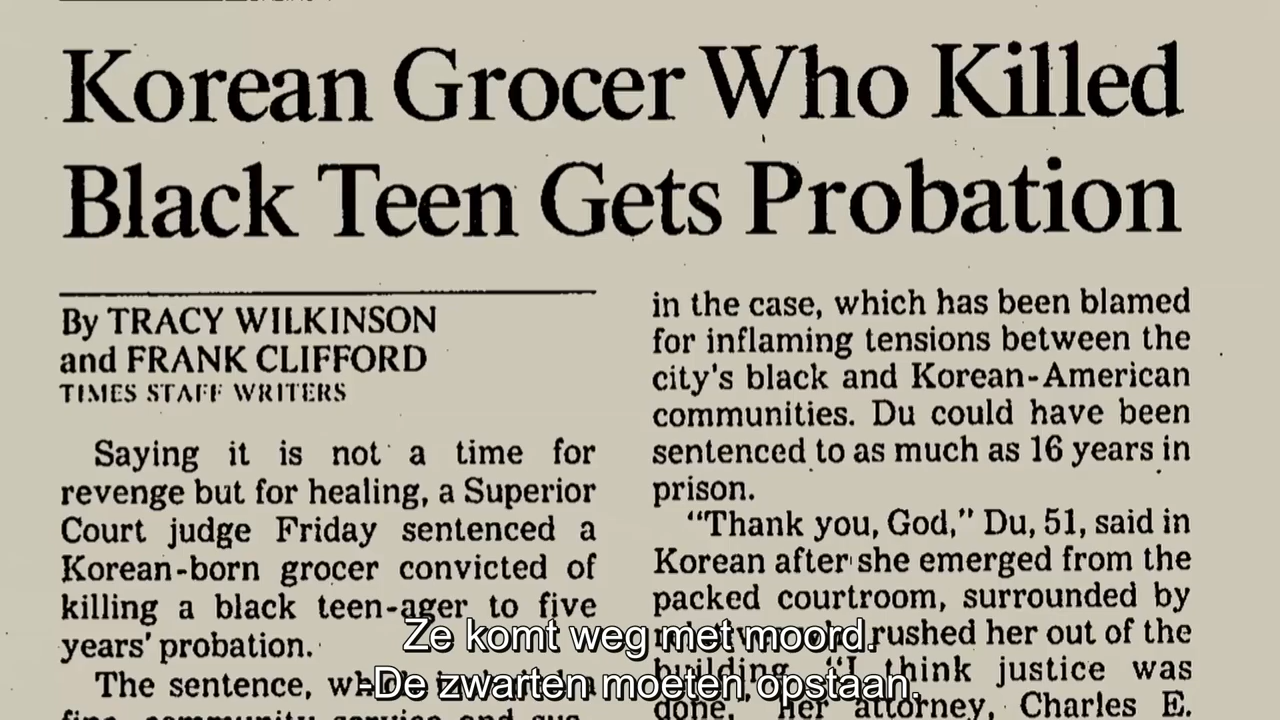 Korean Grocer Who Killed
Black Teen Gets Probation
By TRACY WILKINSON
and FRANK CLIFFORD
TIMES STAFF WRITERS
Saying it is not a time for
revenge but for healing, a Superior
Court judge Friday sentenced a
Korean-born grocer convicted of
killing a black teen-ager to five
years' probation.
The sentence,
in the case, which has been blamed
for inflaming tensions between the
city's black and Korean-American
communities. Du could have been
sentenced to as much as 16 years in
prison.
"Thank you, God," Du, 51, said in
Korean after she emerged from the
packed courtroom, surrounded by
rushed her out of the
building. "I think justice was
done," her attorney, Charles E.
Ze komt weg met moord.
-De zwarten moeten opstaan.